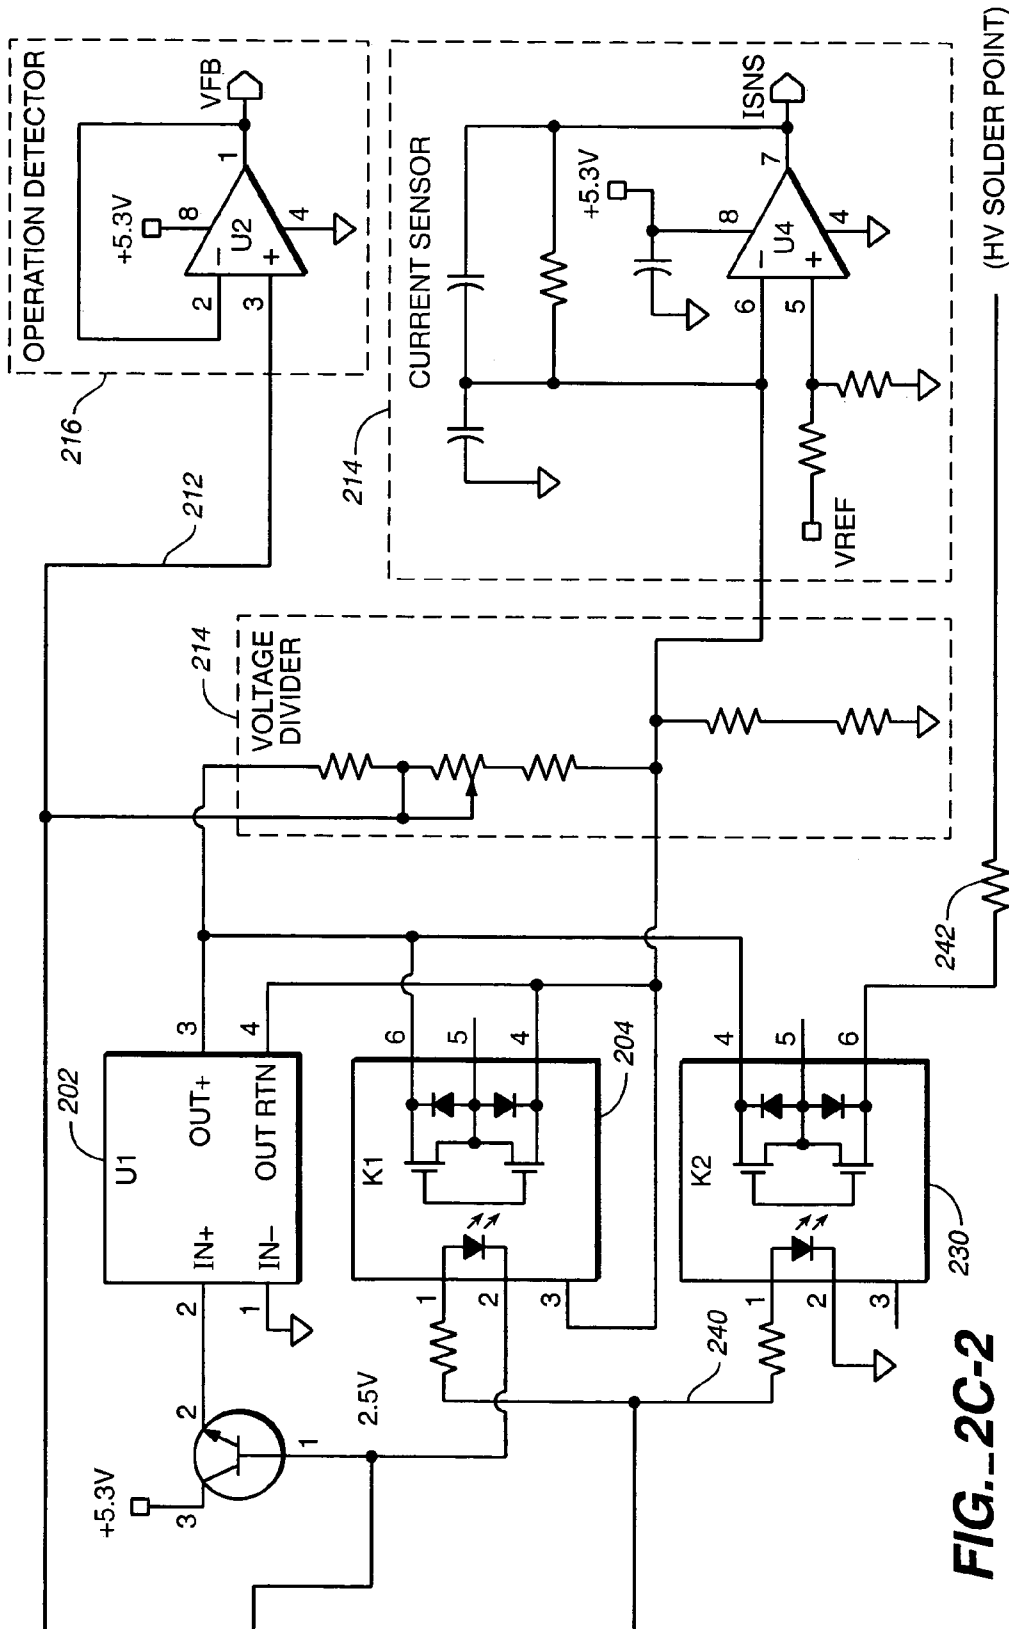 OPERATION DETECTOR
216
+5.3V
8
2
3
U2
1
VFB
4
−
+
212
CURRENT SENSOR
214
+5.3V
8
6
5
U4
−
+
7
ISNS
4
VREF
(HV SOLDER POINT)
214
VOLTAGE
DIVIDER
242
202
U1
IN+
OUT+
IN−
OUT RTN
2
1
3
4
+5.3V
3
2
1
2.5V
K1
1
2
3
6
5
4
204
K2
1
2
3
4
5
6
230
240
FIG._2C-2